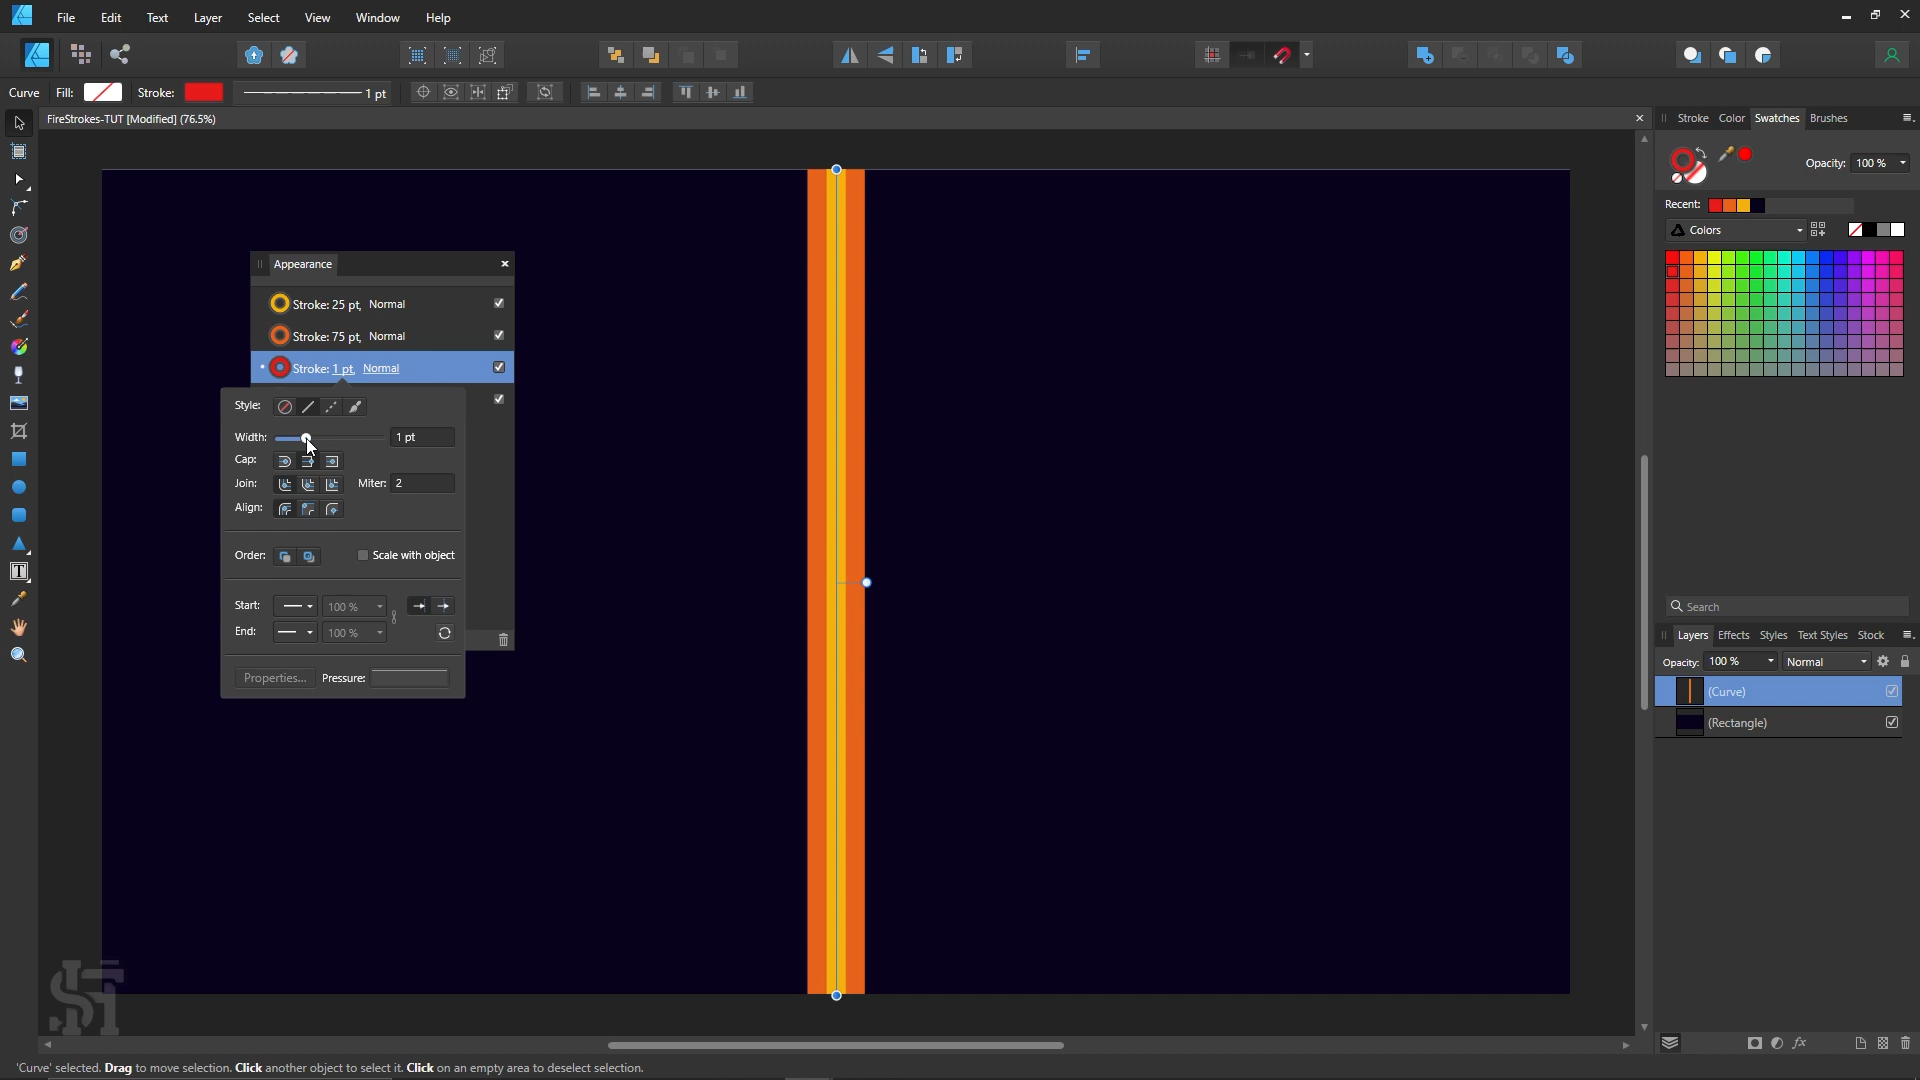 File Edit Text Layer Select View Window Help
Curve Fill: Stroke: 1 pt
FireStrokes-TUT [Modified] (76.5%)
Stroke Color Swatches Brushes
Opacity: 100 %
Recent:
Colors
Appearance
Stroke: 25 pt, Normal
Stroke: 75 pt, Normal
Stroke: 1 pt, Normal
Style:
Width: 1 pt
Cap:
Join: Miter: 2
Align:
Order: Scale with object
Start: 100 %
End: 100 %
Properties... Pressure:
Search
Layers Effects Styles Text Styles Stock
Opacity: 100 % Normal
(Curve)
(Rectangle)
'Curve' selected. Drag to move selection. Click another object to select it. Click on an empty area to deselect selection.